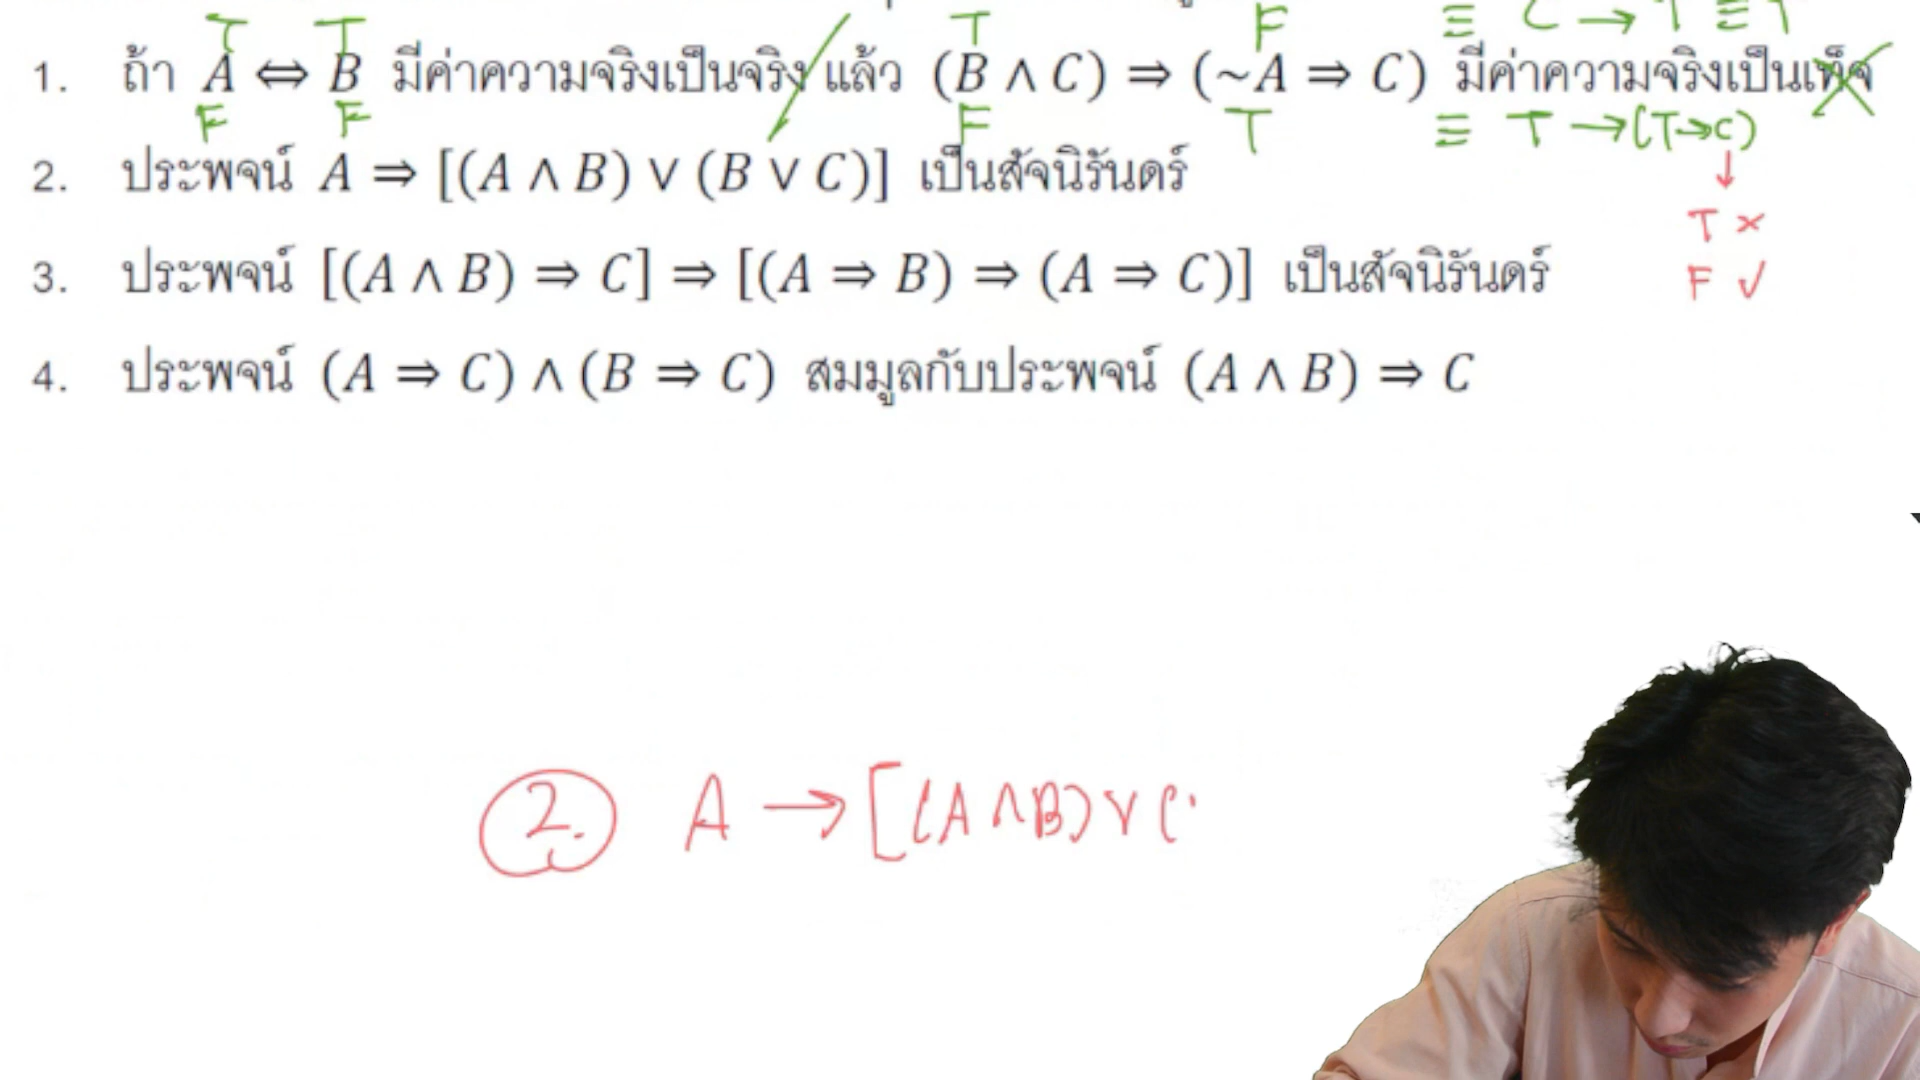 T T T F ≡ C → T ≡ T
1. ถ้า A ⇔ B มีค่าความจริงเป็นจริง แล้ว (B ∧ C) ⇒ (~A ⇒ C) มีค่าความจริงเป็นเท็จ
F F F T ≡ T → (T → C)
2. ประพจน์ A ⇒ [(A ∧ B) ∨ (B ∨ C)] เป็นสัจนิรันดร์
↓
T ×
3. ประพจน์ [(A ∧ B) ⇒ C] ⇒ [(A ⇒ B) ⇒ (A ⇒ C)] เป็นสัจนิรันดร์
F ✓
4. ประพจน์ (A ⇒ C) ∧ (B ⇒ C) สมมูลกับประพจน์ (A ∧ B) ⇒ C
2. A → [(A ∧ B) ∨ (